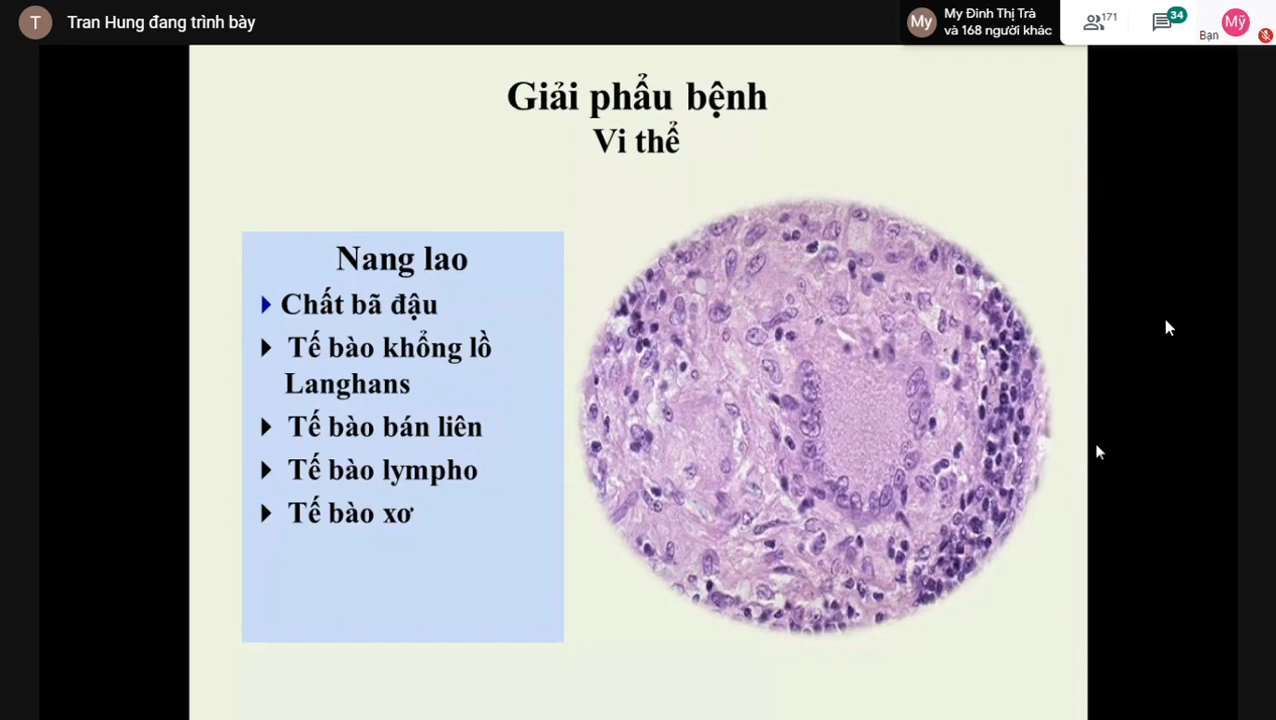 T
Tran Hung đang trình bày
My
My Đinh Thị Trà
và 168 người khác
171
34
Bạn
Mỹ
Giải phẩu bệnh
Vi thể
Nang lao
Chất bã đậu
Tế bào khổng lồ
Langhans
Tế bào bán liên
Tế bào lympho
Tế bào xơ